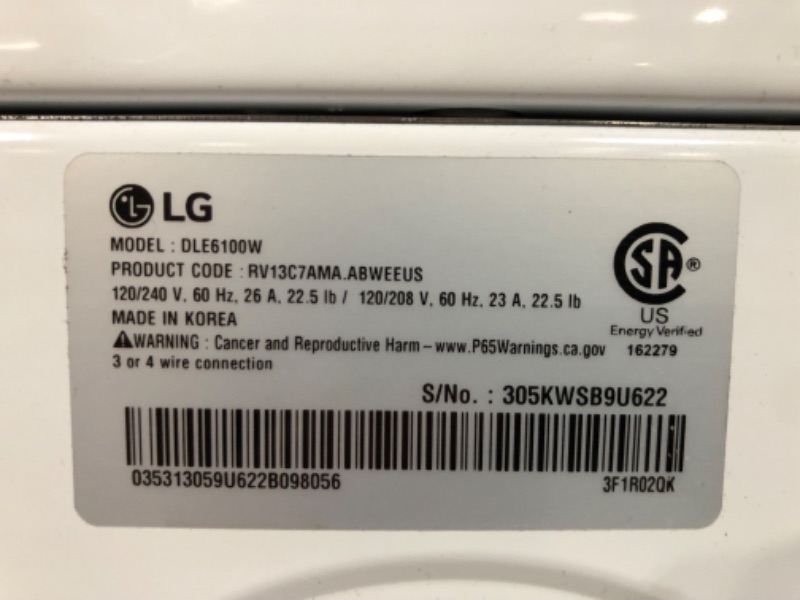 LG
MODEL : DLE6100W
PRODUCT CODE : RV13C7AMA.ABWEEUS
120/240 V, 60 Hz, 26 A, 22.5 lb / 120/208 V, 60 Hz, 23 A, 22.5 lb
MADE IN KOREA
WARNING : Cancer and Reproductive Harm – www.P65Warnings.ca.gov
3 or 4 wire connection
SA®
US
Energy Verified
162279
S/No. : 305KWSB9U622
035313059U622B098056
3F1R02QK